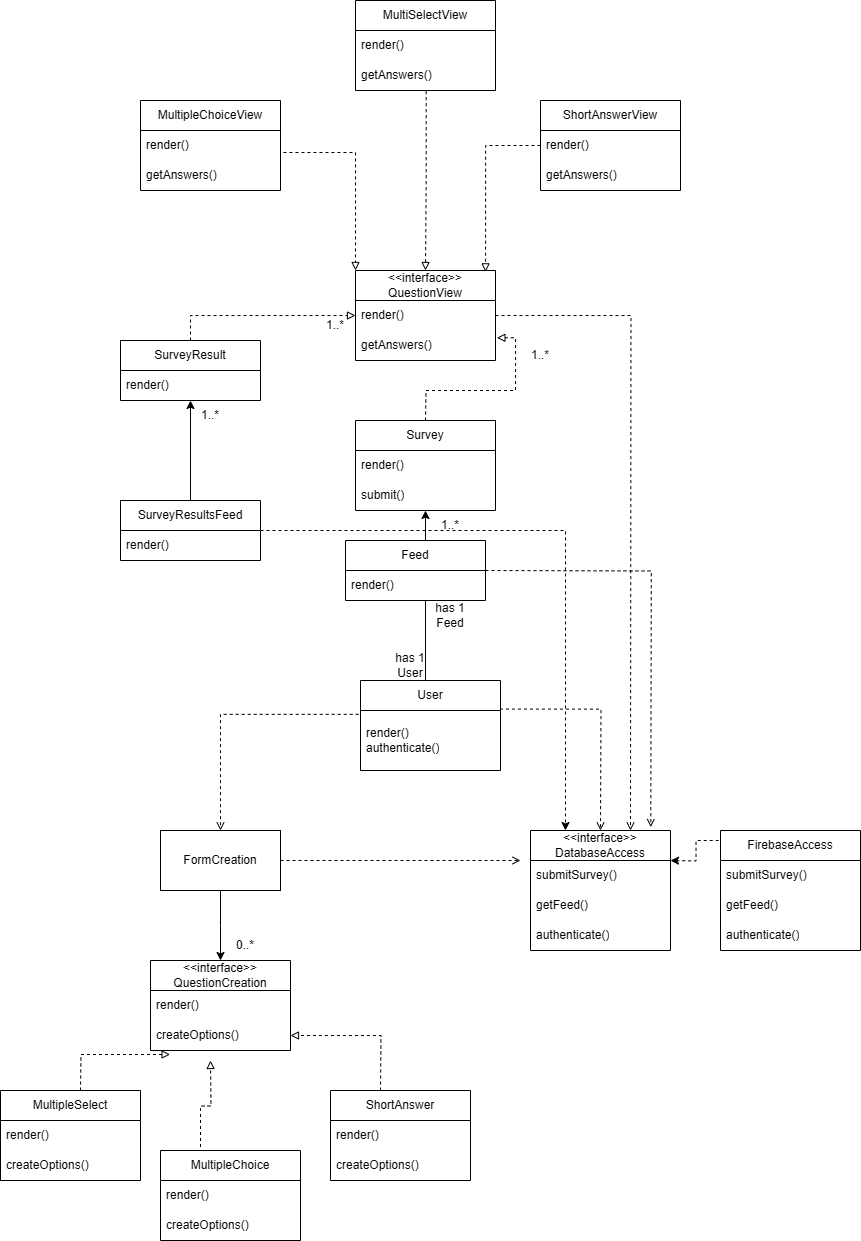 MultiSelectView
render()
getAnswers()
MultipleChoiceView
render()
getAnswers()
ShortAnswerView
render()
getAnswers()
<<interface>>
QuestionView
render()
getAnswers()
1..*
1..*
SurveyResult
render()
1..*
Survey
render()
submit()
SurveyResultsFeed
render()
1..*
Feed
render()
has 1
Feed
has 1
User
User
render()
authenticate()
FormCreation
<<interface>>
DatabaseAccess
submitSurvey()
getFeed()
authenticate()
FirebaseAccess
submitSurvey()
getFeed()
authenticate()
0..*
<<interface>>
QuestionCreation
render()
createOptions()
MultipleSelect
render()
createOptions()
MultipleChoice
render()
createOptions()
ShortAnswer
render()
createOptions()